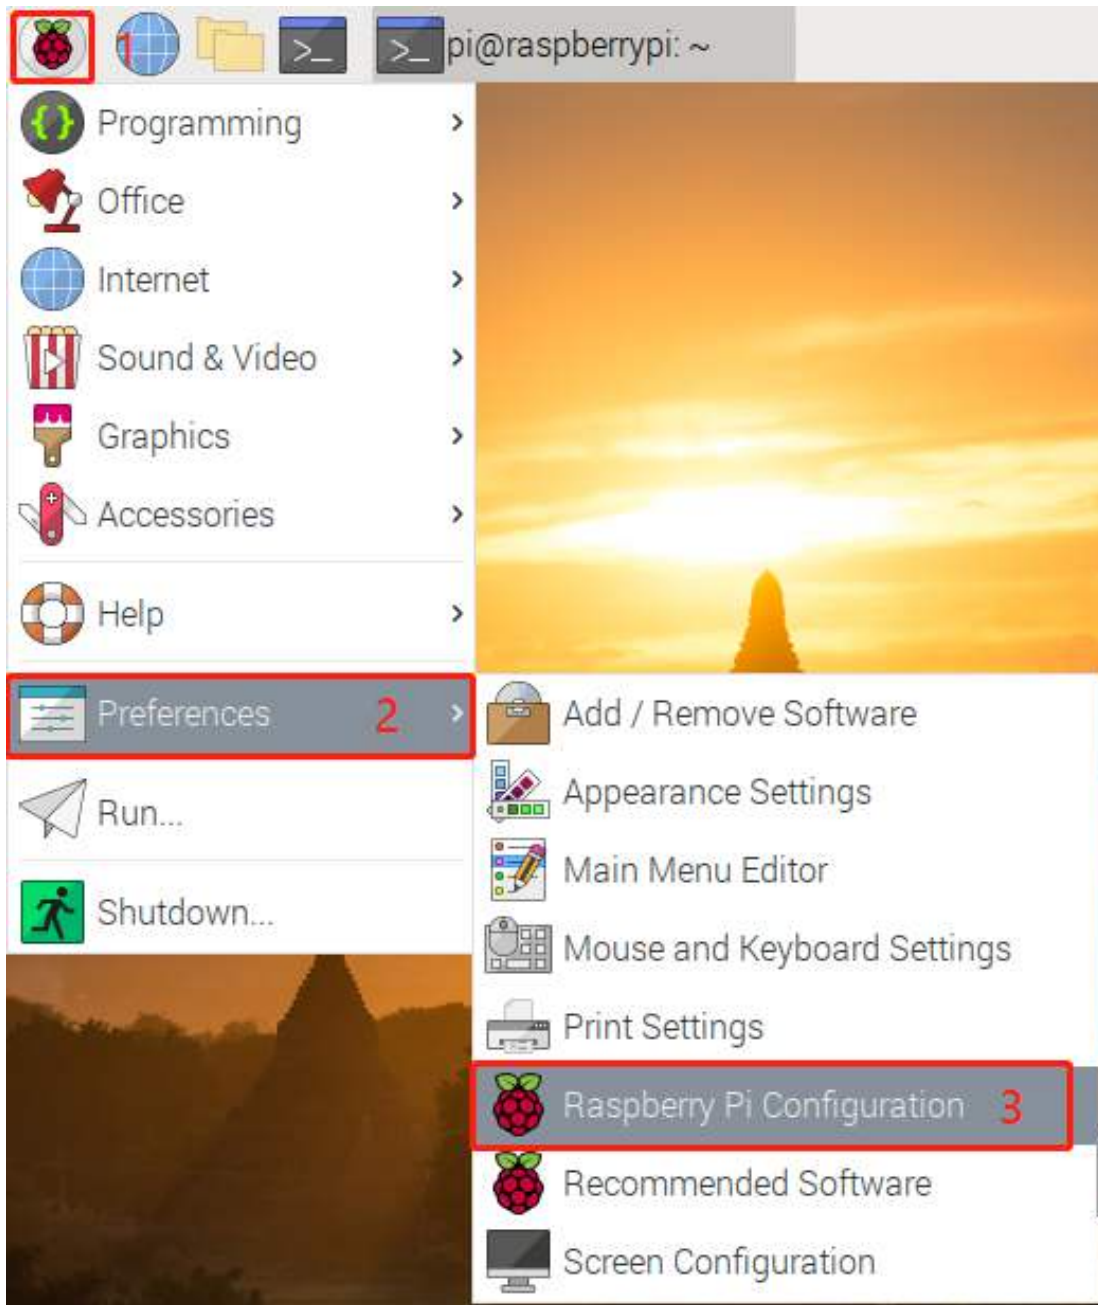 1 >_ >_ pi@raspberrypi: ~
Programming
Office
Internet
Sound & Video
Graphics
Accessories
Help
Preferences 2
Run...
Shutdown...
Add / Remove Software
Appearance Settings
Main Menu Editor
Mouse and Keyboard Settings
Print Settings
Raspberry Pi Configuration 3
Recommended Software
Screen Configuration